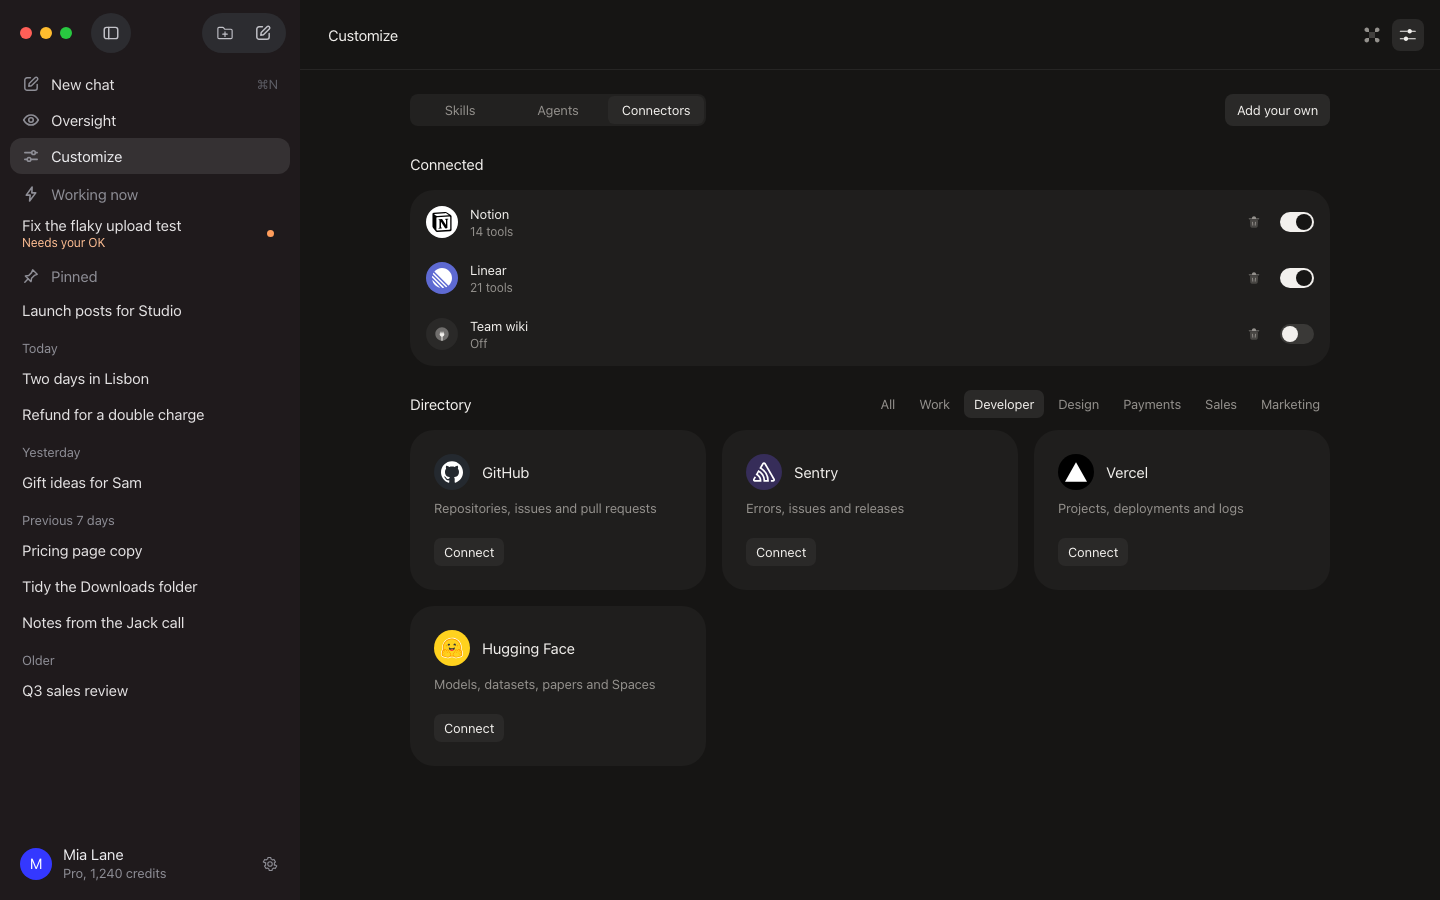 New chat
⌘N
Oversight
Customize
Working now
Fix the flaky upload test
Needs your OK
Pinned
Launch posts for Studio
Today
Two days in Lisbon
Refund for a double charge
Yesterday
Gift ideas for Sam
Previous 7 days
Pricing page copy
Tidy the Downloads folder
Notes from the Jack call
Older
Q3 sales review
M
Mia Lane
Pro, 1,240 credits
Customize
Skills
Agents
Connectors
Add your own
Connected
Notion
14 tools
Linear
21 tools
Team wiki
Off
Directory
All
Work
Developer
Design
Payments
Sales
Marketing
GitHub
Repositories, issues and pull requests
Connect
Sentry
Errors, issues and releases
Connect
Vercel
Projects, deployments and logs
Connect
Hugging Face
Models, datasets, papers and Spaces
Connect